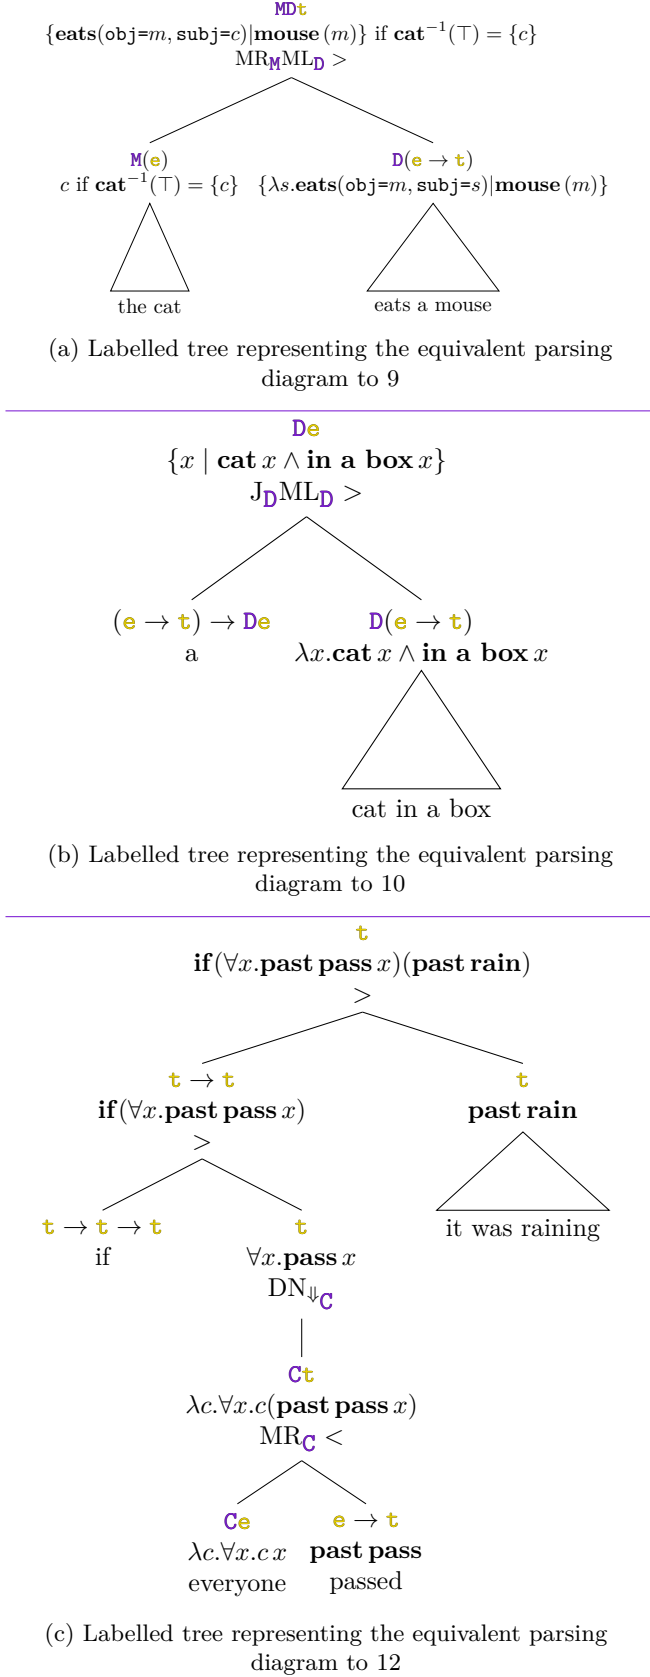 MDt
{eats(obj=m, subj=c)|mouse (m)} if cat⁻¹(⊤) = {c}
MR_M ML_D >
M(e) D(e → t)
c if cat⁻¹(⊤) = {c} {λs.eats(obj=m, subj=s)|mouse (m)}
the cat eats a mouse
(a) Labelled tree representing the equivalent parsing
diagram to 9
De
{x | cat x ∧ in a box x}
J_D ML_D >
(e → t) → De D(e → t)
a λx.cat x ∧ in a box x
cat in a box
(b) Labelled tree representing the equivalent parsing
diagram to 10
t
if(∀x.past pass x)(past rain)
>
t → t t
if(∀x.past pass x) past rain
>
t → t → t t it was raining
if ∀x.pass x
DN_⇓C
Ct
λc.∀x.c(past pass x)
MR_C <
Ce e → t
λc.∀x.c x past pass
everyone passed
(c) Labelled tree representing the equivalent parsing
diagram to 12